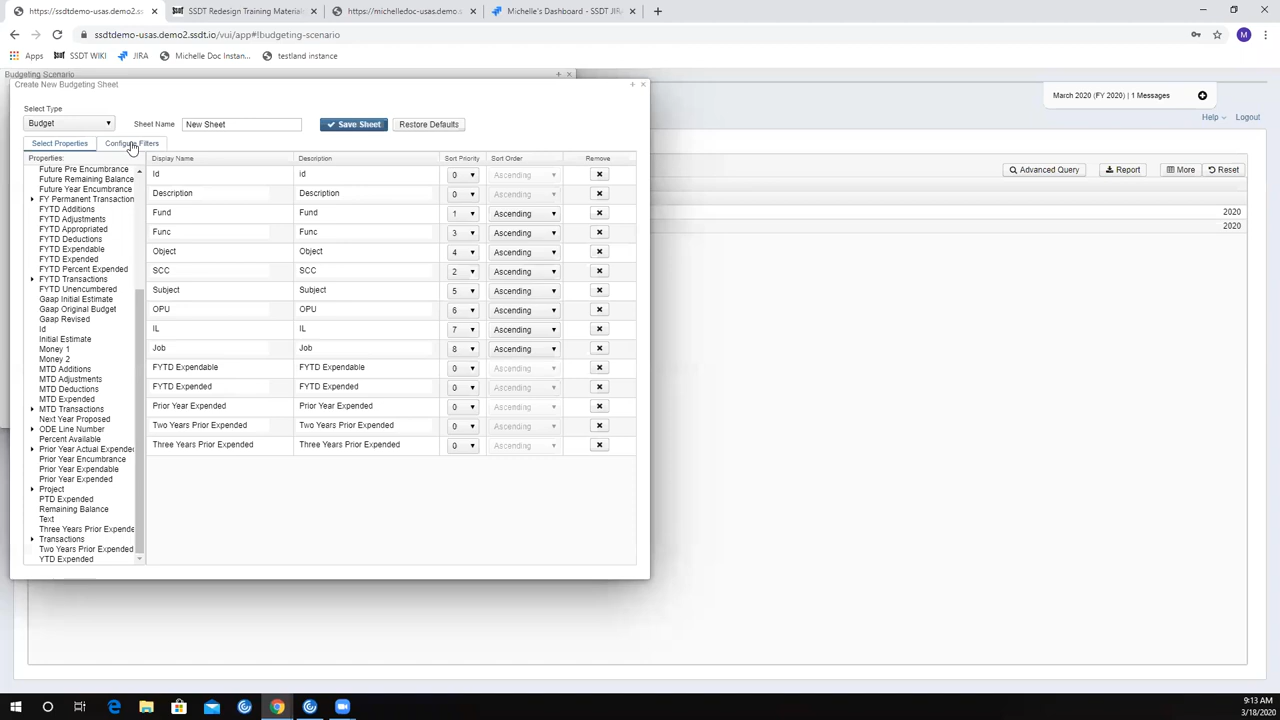 https://ssdtdemo-usas.demo2.ssdt.
SSDT Redesign Training Material
https://michelledoc-usas.demo2.ssdt.
Michelle's Dashboard - SSDT JIRA
ssdtdemo-usas.demo2.ssdt.io/vui/app#!budgeting-scenario
M
Apps SSDT WIKI JIRA Michelle Doc Instan... testland instance
Budgeting Scenario
Create New Budgeting Sheet
March 2020 (FY 2020) | 1 Messages
Help Logout
Select Type
Budget Sheet Name New Sheet Save Sheet Restore Defaults
Select Properties Configure Filters
Properties: Display Name Description Sort Priority Sort Order Remove
Advanced Query Report More Reset
2020
2020
Future Pre Encumbrance
Future Remaining Balance
Future Year Encumbrance
FY Permanent Transaction
FYTD Additions
FYTD Adjustments
FYTD Appropriated
FYTD Deductions
FYTD Expendable
FYTD Expended
FYTD Percent Expended
FYTD Transactions
FYTD Unencumbered
Gaap Initial Estimate
Gaap Original Budget
Gaap Revised
Id
Initial Estimate
Money 1
Money 2
MTD Additions
MTD Adjustments
MTD Deductions
MTD Expended
MTD Transactions
Next Year Proposed
ODE Line Number
Percent Available
Prior Year Actual Expended
Prior Year Encumbrance
Prior Year Expendable
Prior Year Expended
Project
PTD Expended
Remaining Balance
Text
Three Years Prior Expende
Transactions
Two Years Prior Expended
YTD Expended
Id id 0 Ascending
Description Description 0 Ascending
Fund Fund 1 Ascending
Func Func 3 Ascending
Object Object 4 Ascending
SCC SCC 2 Ascending
Subject Subject 5 Ascending
OPU OPU 6 Ascending
IL IL 7 Ascending
Job Job 8 Ascending
FYTD Expendable FYTD Expendable 0 Ascending
FYTD Expended FYTD Expended 0 Ascending
Prior Year Expended Prior Year Expended 0 Ascending
Two Years Prior Expended Two Years Prior Expended 0 Ascending
Three Years Prior Expended Three Years Prior Expended 0 Ascending
9:13 AM
3/18/2020